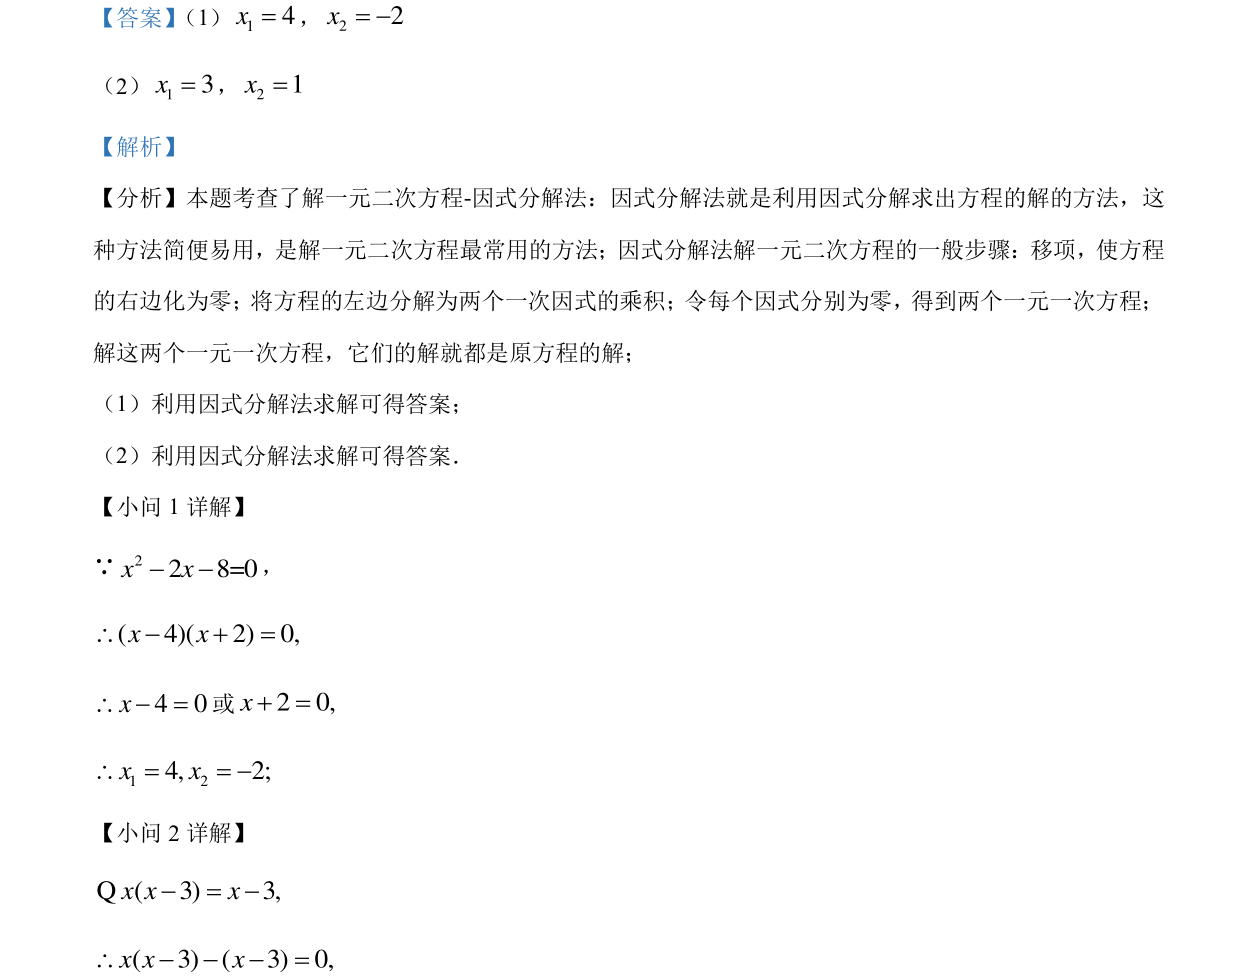 【答案】（1）x₁ = 4，x₂ = −2
（2）x₁ = 3，x₂ = 1
【解析】
【分析】本题考查了解一元二次方程-因式分解法：因式分解法就是利用因式分解求出方程的解的方法，这
种方法简便易用，是解一元二次方程最常用的方法；因式分解法解一元二次方程的一般步骤：移项，使方程
的右边化为零；将方程的左边分解为两个一次因式的乘积；令每个因式分别为零，得到两个一元一次方程；
解这两个一元一次方程，它们的解就都是原方程的解；
（1）利用因式分解法求解可得答案；
（2）利用因式分解法求解可得答案．
【小问 1 详解】
∵ x² − 2x − 8=0，
∴ (x − 4)(x + 2) = 0,
∴ x − 4 = 0 或 x + 2 = 0,
∴ x₁ = 4, x₂ = −2;
【小问 2 详解】
Q x(x − 3) = x − 3,
∴ x(x − 3) − (x − 3) = 0,